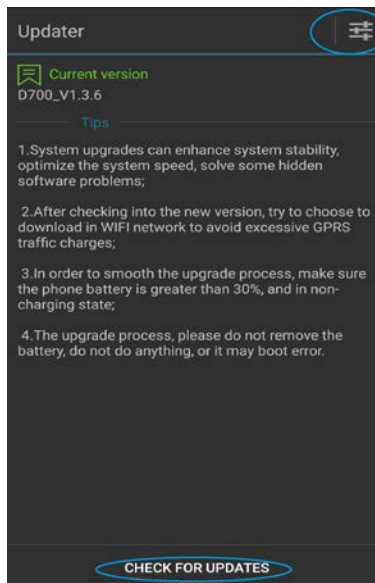 Updater
Current version
D700_V1.3.6
Tips
1.System upgrades can enhance system stability,
optimize the system speed, solve some hidden
software problems;
2.After checking into the new version, try to choose to
download in WIFI network to avoid excessive GPRS
traffic charges;
3.In order to smooth the upgrade process, make sure
the phone battery is greater than 30%, and in non-
charging state;
4.The upgrade process, please do not remove the
battery, do not do anything, or it may boot error.
CHECK FOR UPDATES